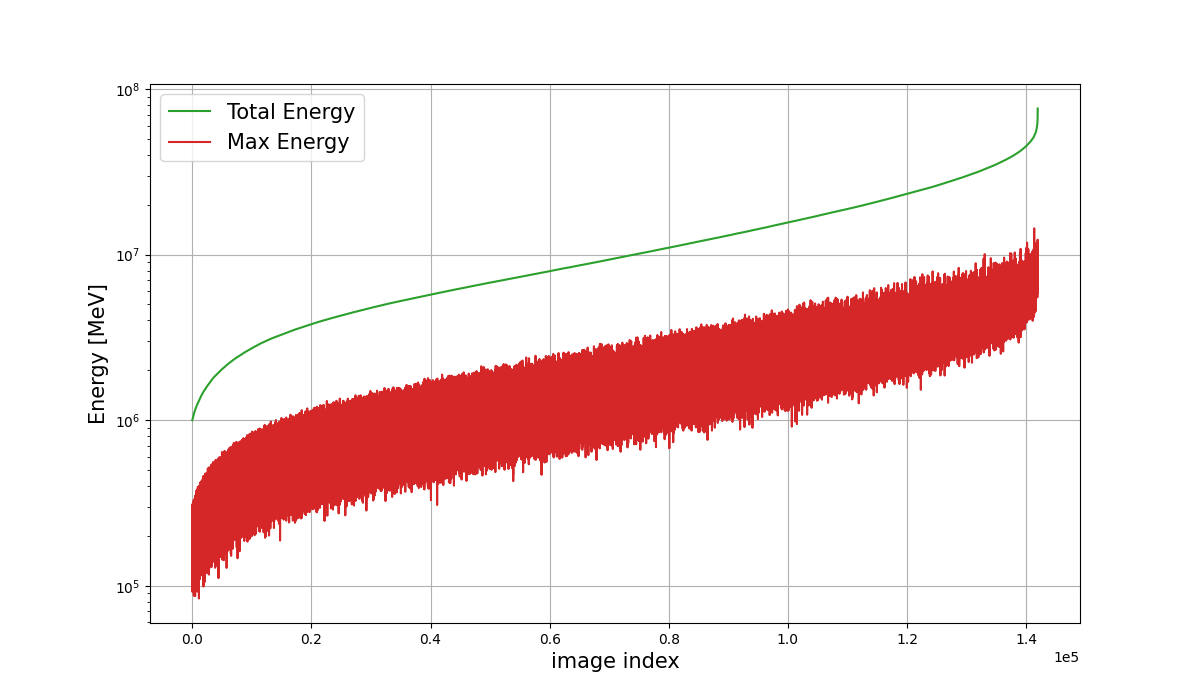 Total Energy
Max Energy
Energy [MeV]
10^8
10^7
10^6
10^5
0.0 0.2 0.4 0.6 0.8 1.0 1.2 1.4
1e5
image index